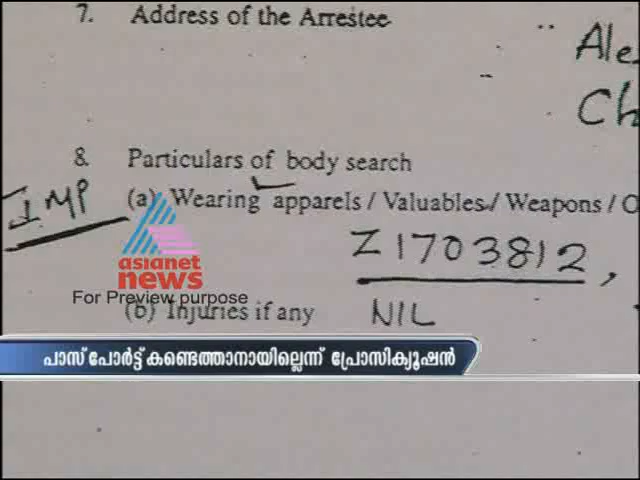 7. Address of the Arrestee
Ale
Ch
8. Particulars of body search
IMP
(a) Wearing apparels / Valuables / Weapons / O
Z1703812,
asianet
news
For Preview purpose
(b) Injuries if any NIL
പാസ്പോർട്ട് കണ്ടെത്താനായില്ലെന്ന് പ്രോസിക്യൂഷൻ